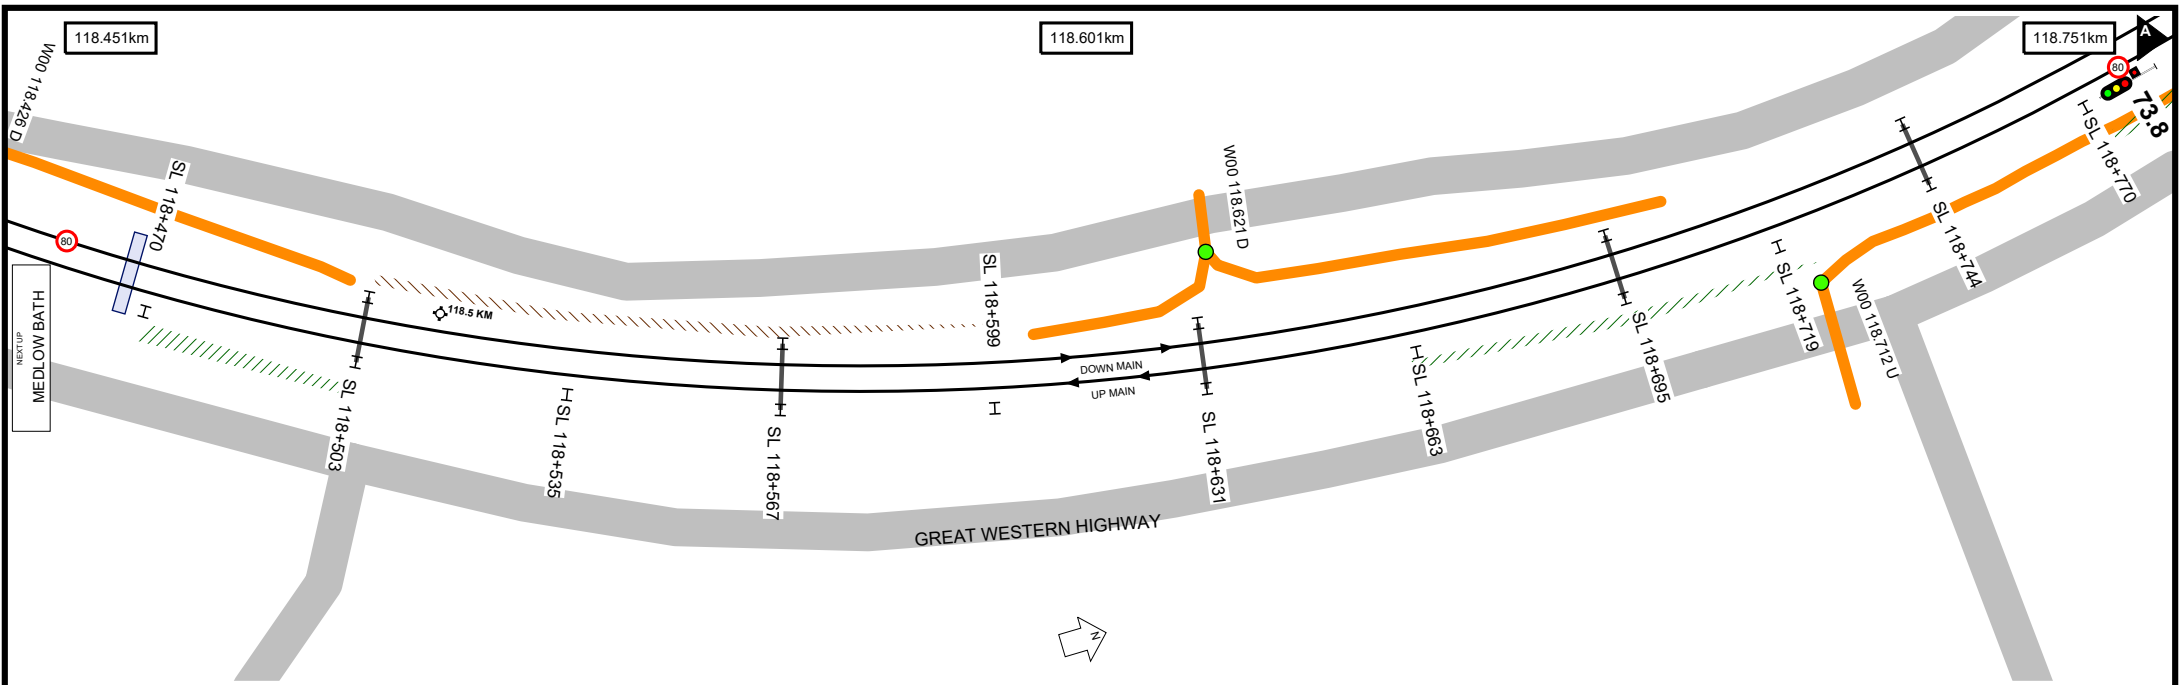 118.451km
118.601km
118.751km
A
80
73.8
W00 118.426 D
SL 118+470
80
NEXT UP
MEDLOW BATH
118.5 KM
SL 118+503
SL 118+535
SL 118+567
SL 118+599
W00 118.621 D
DOWN MAIN
UP MAIN
SL 118+631
SL 118+663
SL 118+695
SL 118+719
W00 118.712 U
SL 118+744
SL 118+770
GREAT WESTERN HIGHWAY
N